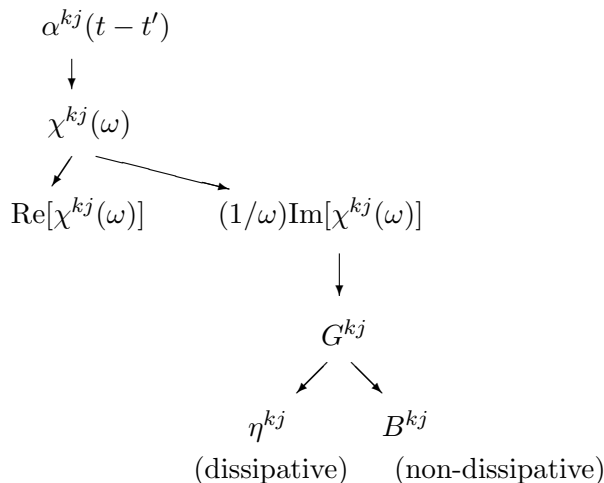 α^{kj}(t − t′)
χ^{kj}(ω)
Re[χ^{kj}(ω)] (1/ω)Im[χ^{kj}(ω)]
G^{kj}
η^{kj} B^{kj}
(dissipative) (non-dissipative)